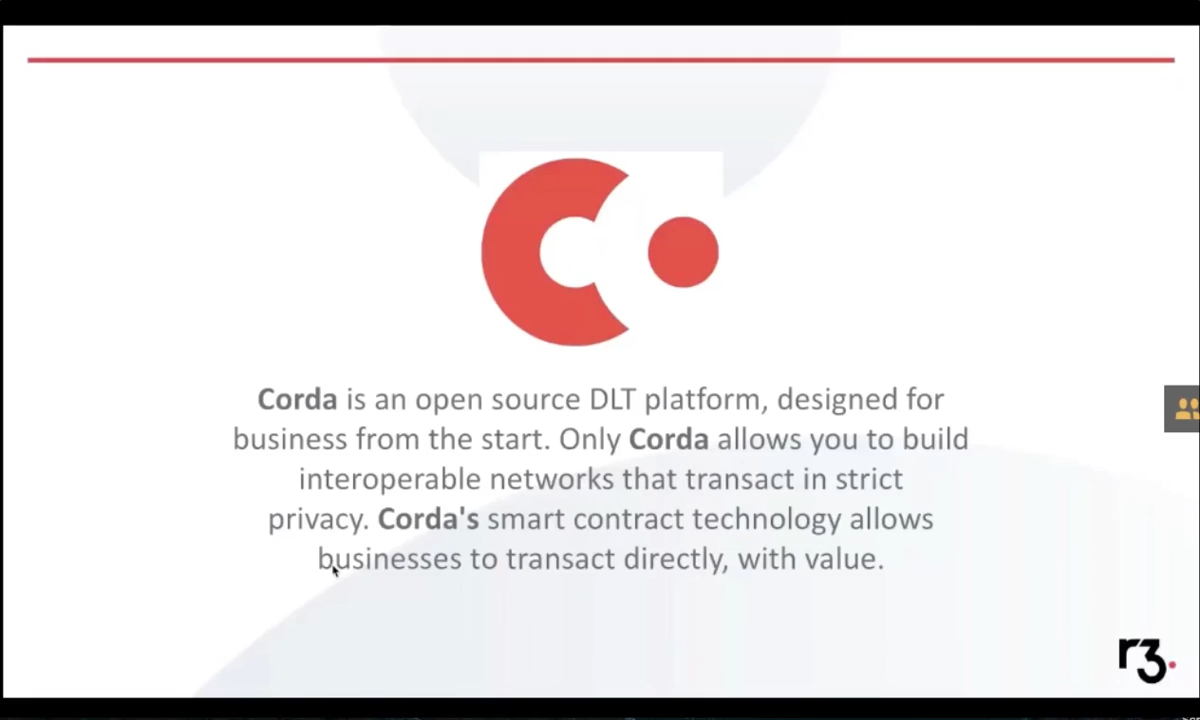 Corda is an open source DLT platform, designed for
business from the start. Only Corda allows you to build
interoperable networks that transact in strict
privacy. Corda's smart contract technology allows
businesses to transact directly, with value.
r3.